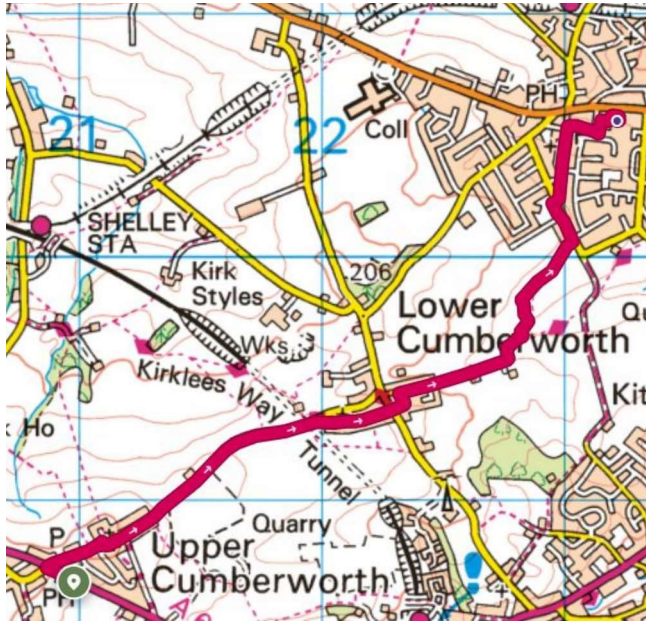 PH
21
22
Coll
SHELLEY
STA
206
Kirk
Styles
Lower
Cumberworth
Wks
Kirklees Way
Kit
Ho
Tunnel
P
Quarry
Upper
Cumberworth
PH